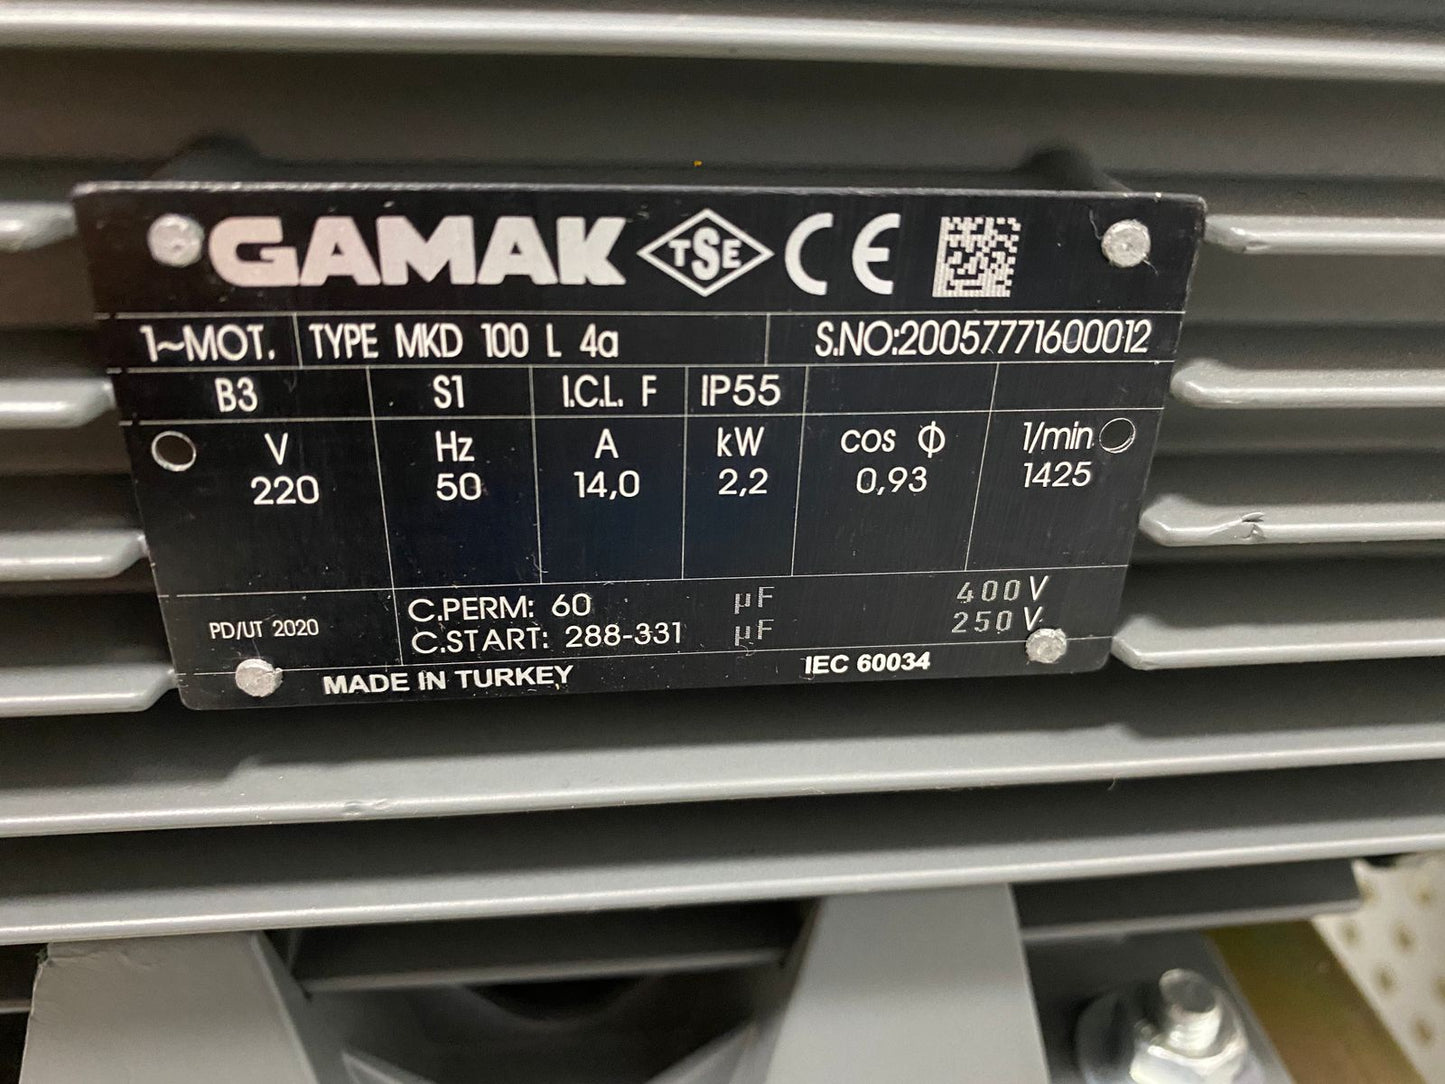 GAMAK TSE CE
1~MOT. TYPE MKD 100 L 4a S.NO:20057771600012
B3 S1 I.C.L. F IP55
V Hz A kW cos Φ 1/min
220 50 14,0 2,2 0,93 1425
C.PERM: 60 µF 400V
PD/UT 2020 C.START: 288-331 µF 250V
MADE IN TURKEY IEC 60034